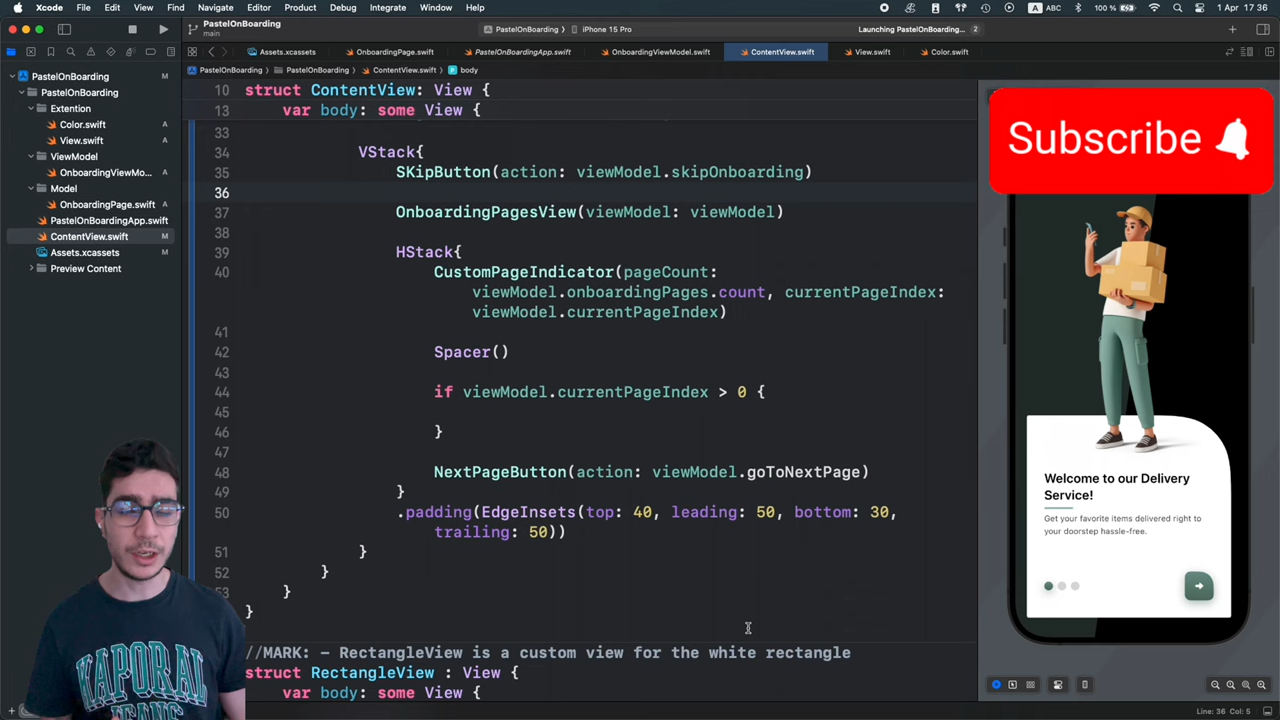 Xcode File Edit View Find Navigate Editor Product Debug Integrate Window Help
ABC 100 % 1 Apr 17 36
PastelOnBoarding
main
PastelOnBoarding iPhone 15 Pro
Launching PastelOnBoarding... 2
Assets.xcassets OnboardingPage.swift PastelOnBoardingApp.swift OnboardingViewModel.swift ContentView.swift View.swift Color.swift
PastelOnBoarding PastelOnBoarding ContentView.swift body
PastelOnBoarding M
PastelOnBoarding
Extention
Color.swift A
View.swift A
ViewModel
OnboardingViewMo... A
Model
OnboardingPage.swift A
PastelOnBoardingApp.swift
ContentView.swift M
Assets.xcassets M
Preview Content
10 struct ContentView: View {
13 var body: some View {
33
34 VStack{
35 SKipButton(action: viewModel.skipOnboarding)
36
37 OnboardingPagesView(viewModel: viewModel)
38
39 HStack{
40 CustomPageIndicator(pageCount:
viewModel.onboardingPages.count, currentPageIndex:
viewModel.currentPageIndex)
41
42 Spacer()
43
44 if viewModel.currentPageIndex > 0 {
45
46 }
47
48 NextPageButton(action: viewModel.goToNextPage)
49 }
50 .padding(EdgeInsets(top: 40, leading: 50, bottom: 30,
trailing: 50))
51 }
52 }
53 }
}
//MARK: - RectangleView is a custom view for the white rectangle
struct RectangleView : View {
var body: some View {
Subscribe
Welcome to our Delivery
Service!
Get your favorite items delivered right to
your doorstep hassle-free.
KAPORAL
JEANS
Line: 36 Col: 5